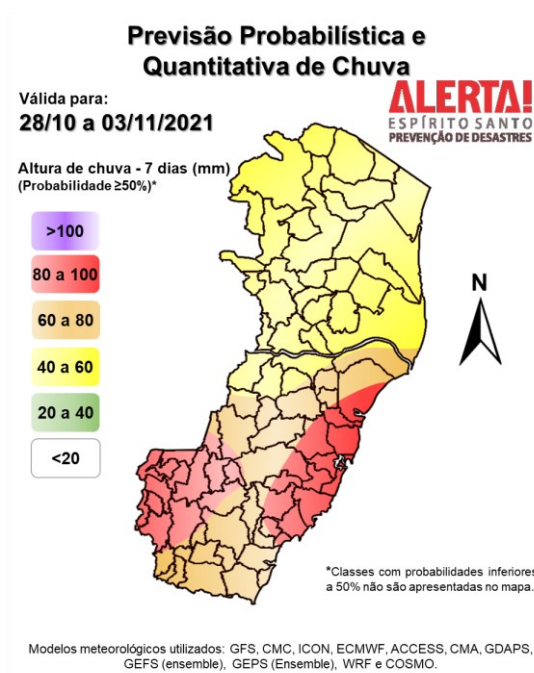 Previsão Probabilística e
Quantitativa de Chuva
Válida para:
28/10 a 03/11/2021
ALERTA!
ESPÍRITO SANTO
PREVENÇÃO DE DESASTRES
Altura de chuva - 7 dias (mm)
(Probabilidade ≥50%)*
>100
80 a 100
60 a 80
40 a 60
20 a 40
<20
N
*Classes com probabilidades inferiores
a 50% não são apresentadas no mapa.
Modelos meteorológicos utilizados: GFS, CMC, ICON, ECMWF, ACCESS, CMA, GDAPS,
GEFS (ensemble), GEPS (Ensemble), WRF e COSMO.